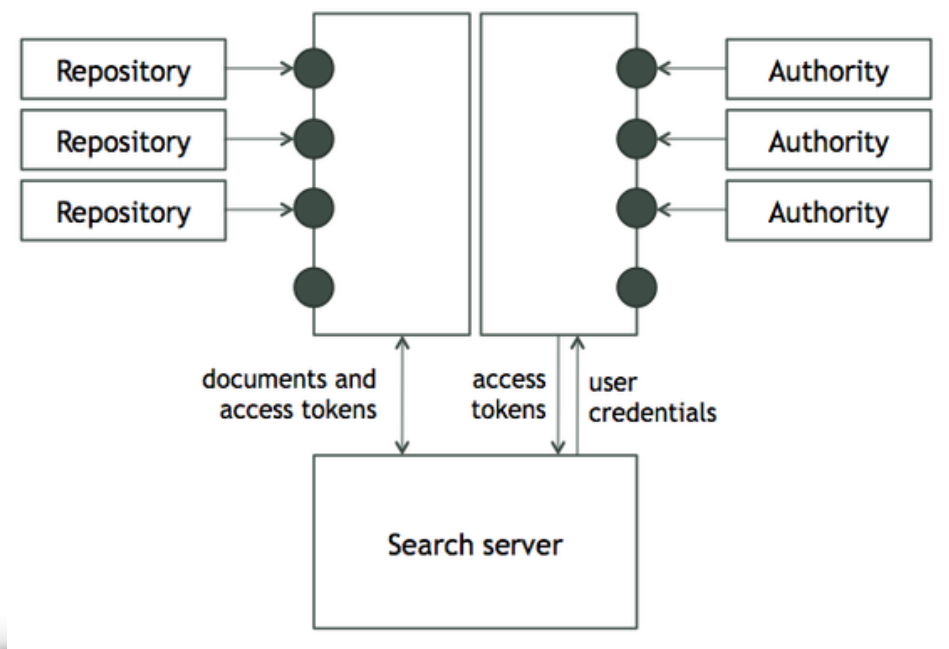 Repository
Repository
Repository
Authority
Authority
Authority
documents and
access tokens
access
tokens
user
credentials
Search server